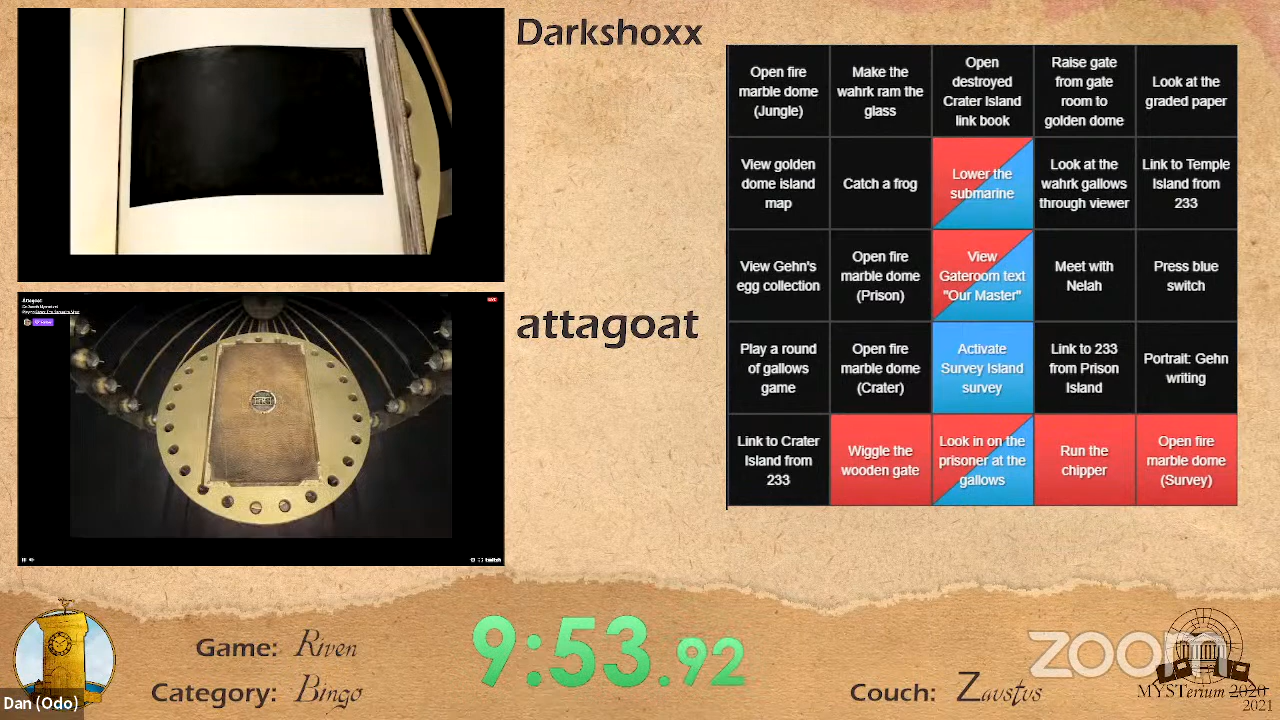 Darkshoxx
attagoat
Open fire
marble dome
(Jungle)
Make the
wahrk ram the
glass
Open
destroyed
Crater Island
link book
Raise gate
from gate
room to
golden dome
Look at the
graded paper
View golden
dome island
map
Catch a frog
Lower the
submarine
Look at the
wahrk gallows
through viewer
Link to Temple
Island from
233
View Gehn's
egg collection
Open fire
marble dome
(Prison)
View
Gateroom text
"Our Master"
Meet with
Nelah
Press blue
switch
Play a round
of gallows
game
Open fire
marble dome
(Crater)
Activate
Survey Island
survey
Link to 233
from Prison
Island
Portrait: Gehn
writing
Link to Crater
Island from
233
Wiggle the
wooden gate
Look in on the
prisoner at the
gallows
Run the
chipper
Open fire
marble dome
(Survey)
Attagoat
twitch
Game: Riven
Category: Bingo
9:53.92
Couch: Zaustus
zoom
MYSTerium 2020
2021
Dan (Odo)